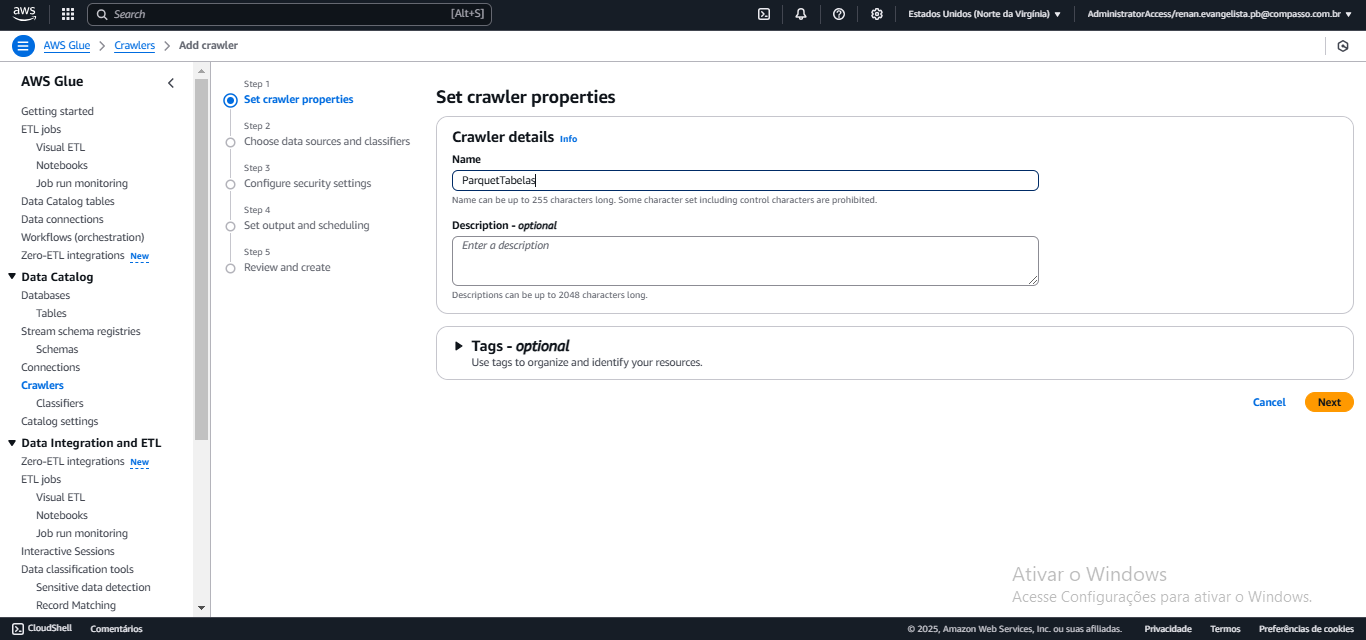 aws
Search
[Alt+S]
Estados Unidos (Norte da Virgínia)
AdministratorAccess/renan.evangelista.pb@compasso.com.br
AWS Glue
Crawlers
Add crawler
AWS Glue
Getting started
ETL jobs
Visual ETL
Notebooks
Job run monitoring
Data Catalog tables
Data connections
Workflows (orchestration)
Zero-ETL integrations New
Data Catalog
Databases
Tables
Stream schema registries
Schemas
Connections
Crawlers
Classifiers
Catalog settings
Data Integration and ETL
Zero-ETL integrations New
ETL jobs
Visual ETL
Notebooks
Job run monitoring
Interactive Sessions
Data classification tools
Sensitive data detection
Record Matching
Step 1
Set crawler properties
Step 2
Choose data sources and classifiers
Step 3
Configure security settings
Step 4
Set output and scheduling
Step 5
Review and create
Set crawler properties
Crawler details Info
Name
ParquetTabelas
Name can be up to 255 characters long. Some character set including control characters are prohibited.
Description - optional
Enter a description
Descriptions can be up to 2048 characters long.
Tags - optional
Use tags to organize and identify your resources.
Cancel
Next
Ativar o Windows
Acesse Configurações para ativar o Windows.
CloudShell
Comentários
© 2025, Amazon Web Services, Inc. ou suas afiliadas.
Privacidade
Termos
Preferências de cookies